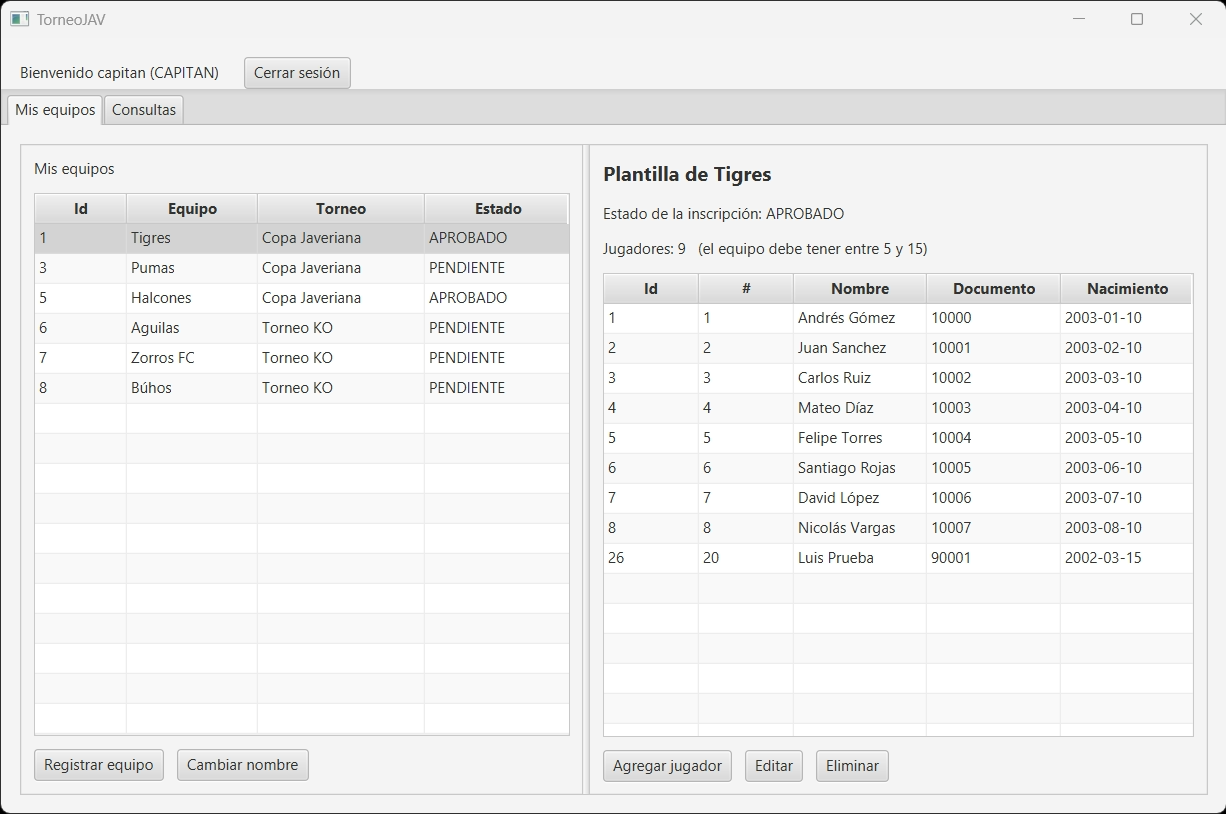 TorneoJAV
Bienvenido capitan (CAPITAN) Cerrar sesión
Mis equipos Consultas
Mis equipos
Id Equipo Torneo Estado
1 Tigres Copa Javeriana APROBADO
3 Pumas Copa Javeriana PENDIENTE
5 Halcones Copa Javeriana APROBADO
6 Aguilas Torneo KO PENDIENTE
7 Zorros FC Torneo KO PENDIENTE
8 Búhos Torneo KO PENDIENTE
Registrar equipo Cambiar nombre
Plantilla de Tigres
Estado de la inscripción: APROBADO
Jugadores: 9 (el equipo debe tener entre 5 y 15)
Id # Nombre Documento Nacimiento
1 1 Andrés Gómez 10000 2003-01-10
2 2 Juan Sanchez 10001 2003-02-10
3 3 Carlos Ruiz 10002 2003-03-10
4 4 Mateo Díaz 10003 2003-04-10
5 5 Felipe Torres 10004 2003-05-10
6 6 Santiago Rojas 10005 2003-06-10
7 7 David López 10006 2003-07-10
8 8 Nicolás Vargas 10007 2003-08-10
26 20 Luis Prueba 90001 2002-03-15
Agregar jugador Editar Eliminar